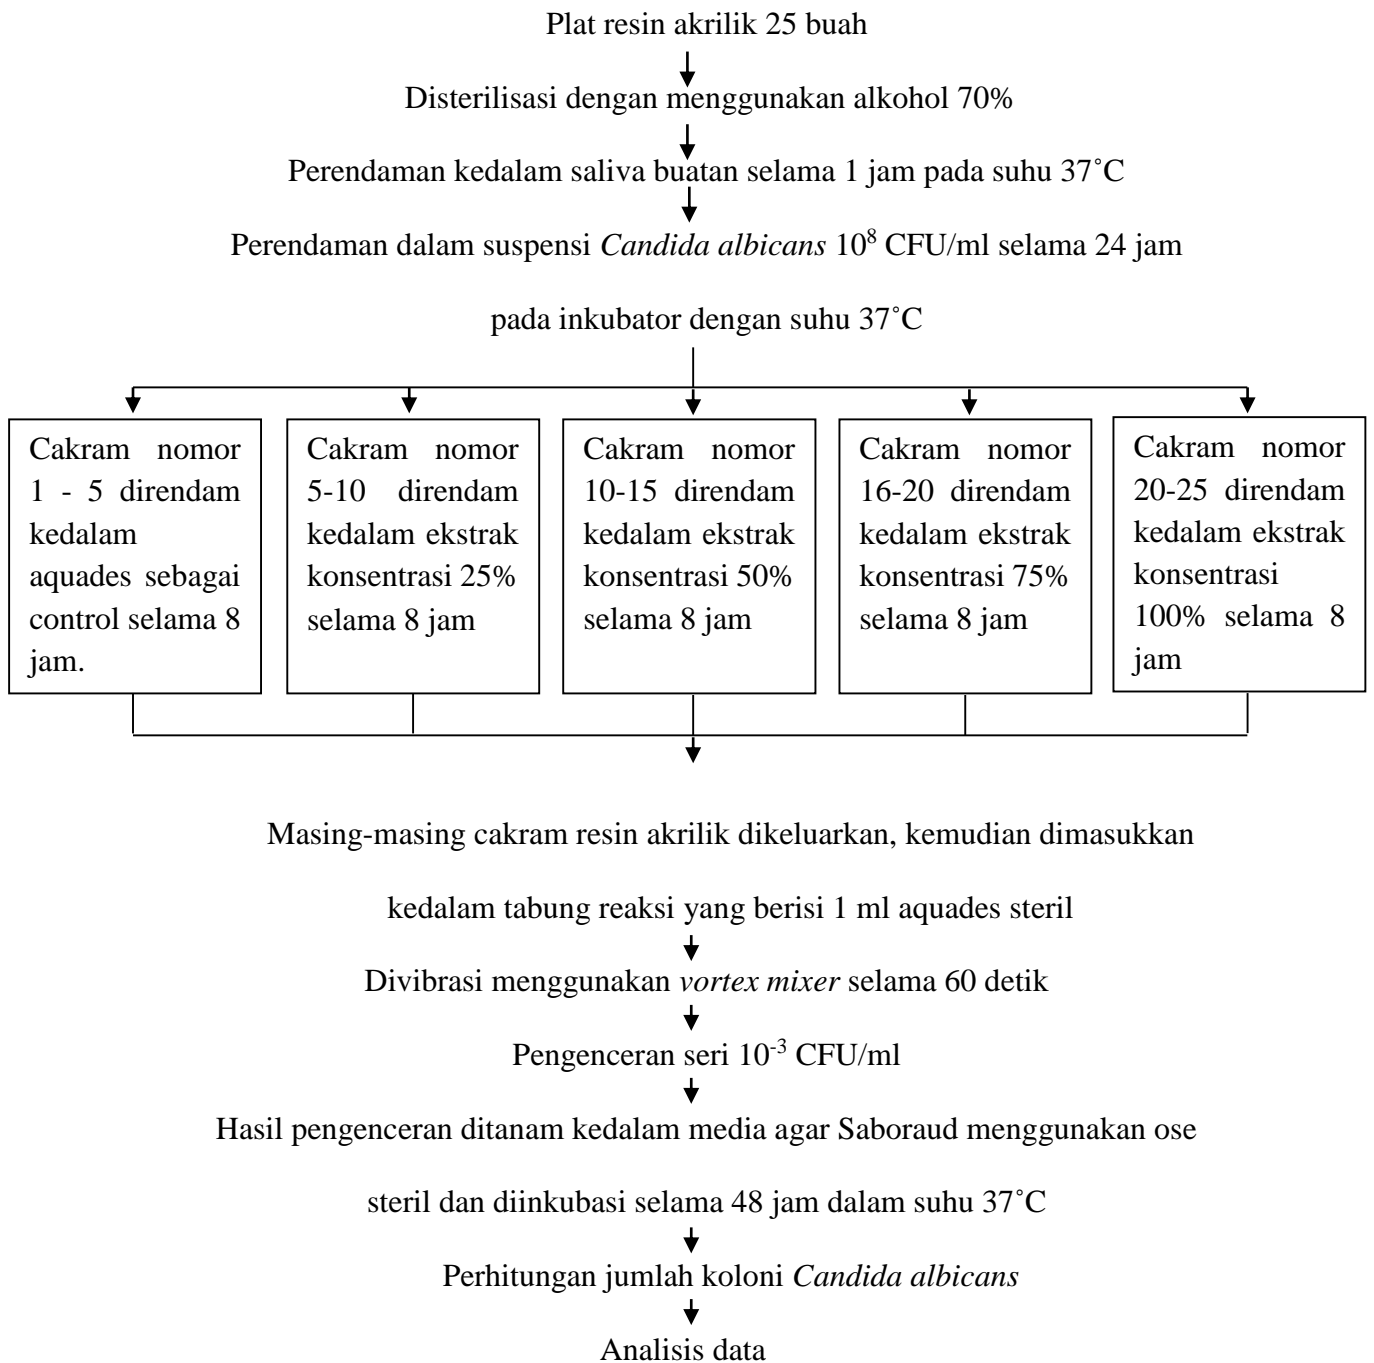 Plat resin akrilik 25 buah
Disterilisasi dengan menggunakan alkohol 70%
Perendaman kedalam saliva buatan selama 1 jam pada suhu 37˚C
Perendaman dalam suspensi Candida albicans 10⁸ CFU/ml selama 24 jam
pada inkubator dengan suhu 37˚C
Cakram nomor
1 - 5 direndam
kedalam
aquades sebagai
control selama 8
jam.
Cakram nomor
5-10 direndam
kedalam ekstrak
konsentrasi 25%
selama 8 jam
Cakram nomor
10-15 direndam
kedalam ekstrak
konsentrasi 50%
selama 8 jam
Cakram nomor
16-20 direndam
kedalam ekstrak
konsentrasi 75%
selama 8 jam
Cakram nomor
20-25 direndam
kedalam ekstrak
konsentrasi
100% selama 8
jam
Masing-masing cakram resin akrilik dikeluarkan, kemudian dimasukkan
kedalam tabung reaksi yang berisi 1 ml aquades steril
Divibrasi menggunakan vortex mixer selama 60 detik
Pengenceran seri 10⁻³ CFU/ml
Hasil pengenceran ditanam kedalam media agar Saboraud menggunakan ose
steril dan diinkubasi selama 48 jam dalam suhu 37˚C
Perhitungan jumlah koloni Candida albicans
Analisis data